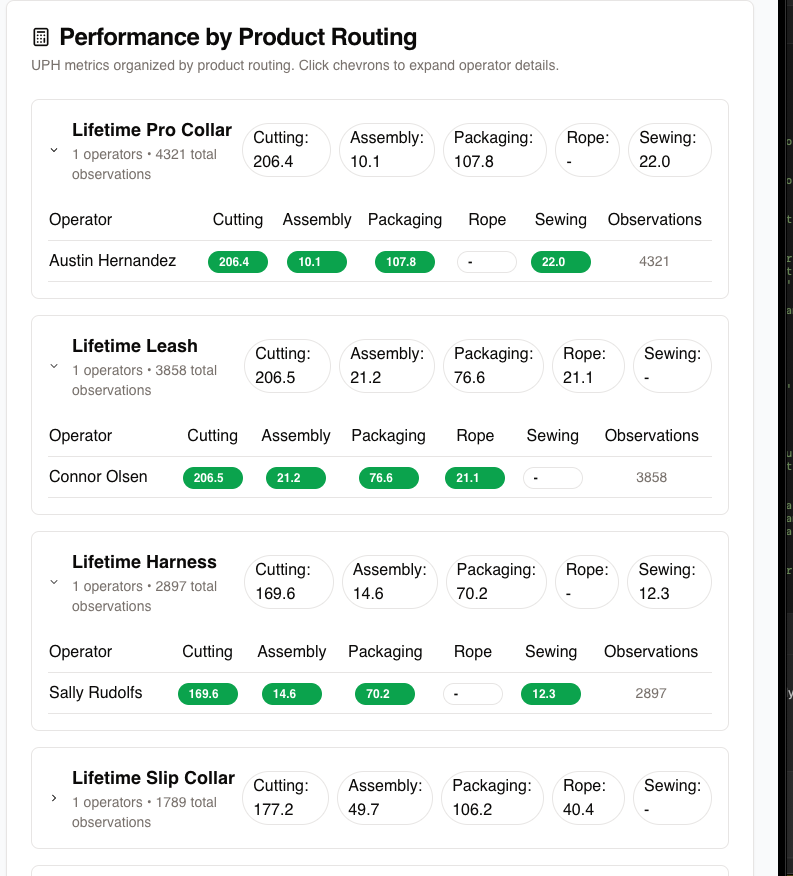 Performance by Product Routing
UPH metrics organized by product routing. Click chevrons to expand operator details.
Lifetime Pro Collar
1 operators • 4321 total
observations
Cutting:
206.4
Assembly:
10.1
Packaging:
107.8
Rope:
-
Sewing:
22.0
Operator Cutting Assembly Packaging Rope Sewing Observations
Austin Hernandez 206.4 10.1 107.8 - 22.0 4321
Lifetime Leash
1 operators • 3858 total
observations
Cutting:
206.5
Assembly:
21.2
Packaging:
76.6
Rope:
21.1
Sewing:
-
Operator Cutting Assembly Packaging Rope Sewing Observations
Connor Olsen 206.5 21.2 76.6 21.1 - 3858
Lifetime Harness
1 operators • 2897 total
observations
Cutting:
169.6
Assembly:
14.6
Packaging:
70.2
Rope:
-
Sewing:
12.3
Operator Cutting Assembly Packaging Rope Sewing Observations
Sally Rudolfs 169.6 14.6 70.2 - 12.3 2897
Lifetime Slip Collar
1 operators • 1789 total
observations
Cutting:
177.2
Assembly:
49.7
Packaging:
106.2
Rope:
40.4
Sewing:
-